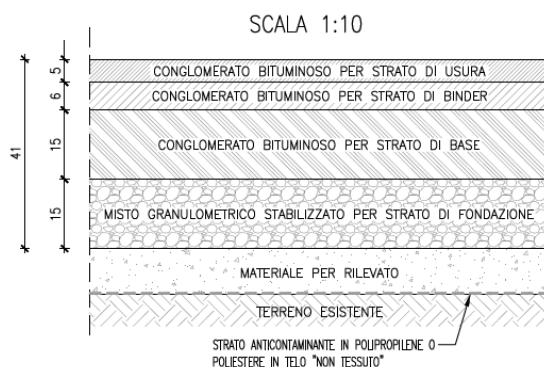 SCALA 1:10
5
CONGLOMERATO BITUMINOSO PER STRATO DI USURA
6
CONGLOMERATO BITUMINOSO PER STRATO DI BINDER
41
15
CONGLOMERATO BITUMINOSO PER STRATO DI BASE
15
MISTO GRANULOMETRICO STABILIZZATO PER STRATO DI FONDAZIONE
MATERIALE PER RILEVATO
TERRENO ESISTENTE
STRATO ANTICONTAMINANTE IN POLIPROPILENE O
POLIESTERE IN TELO "NON TESSUTO"